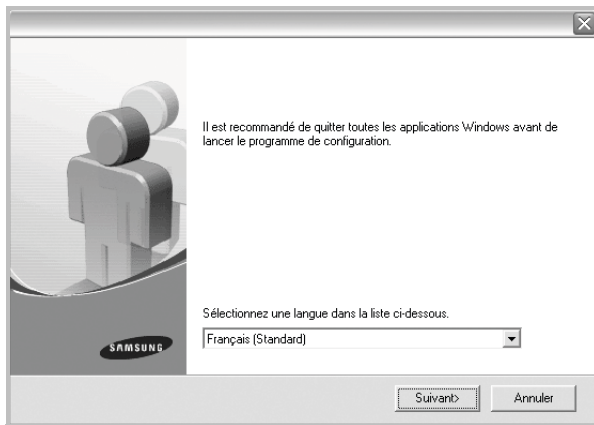 Il est recommandé de quitter toutes les applications Windows avant de
lancer le programme de configuration.
Sélectionnez une langue dans la liste ci-dessous.
Français (Standard)
SAMSUNG
Suivant>
Annuler